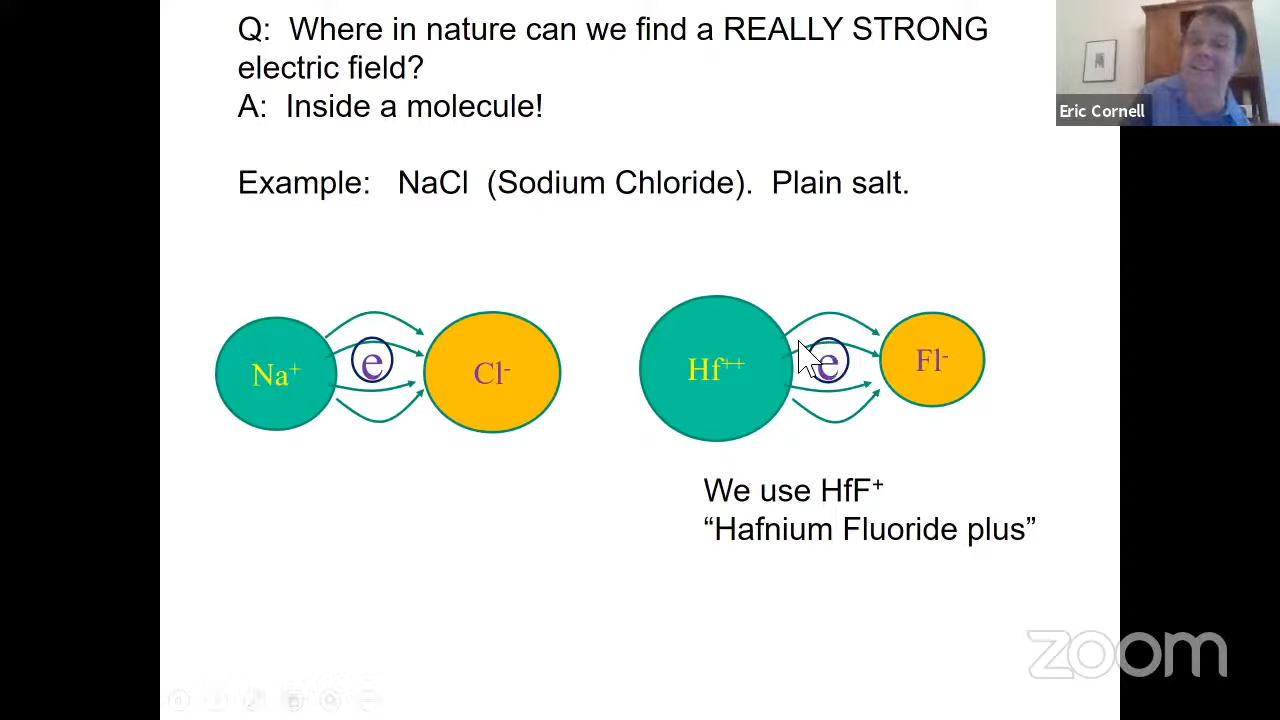 Q:  Where in nature can we find a REALLY STRONG
electric field?
A:  Inside a molecule!
Eric Cornell
Example:   NaCl  (Sodium Chloride).  Plain salt.
Na⁺
e
Cl⁻
Hf⁺⁺
e
Fl⁻
We use HfF⁺
“Hafnium Fluoride plus”
zoom